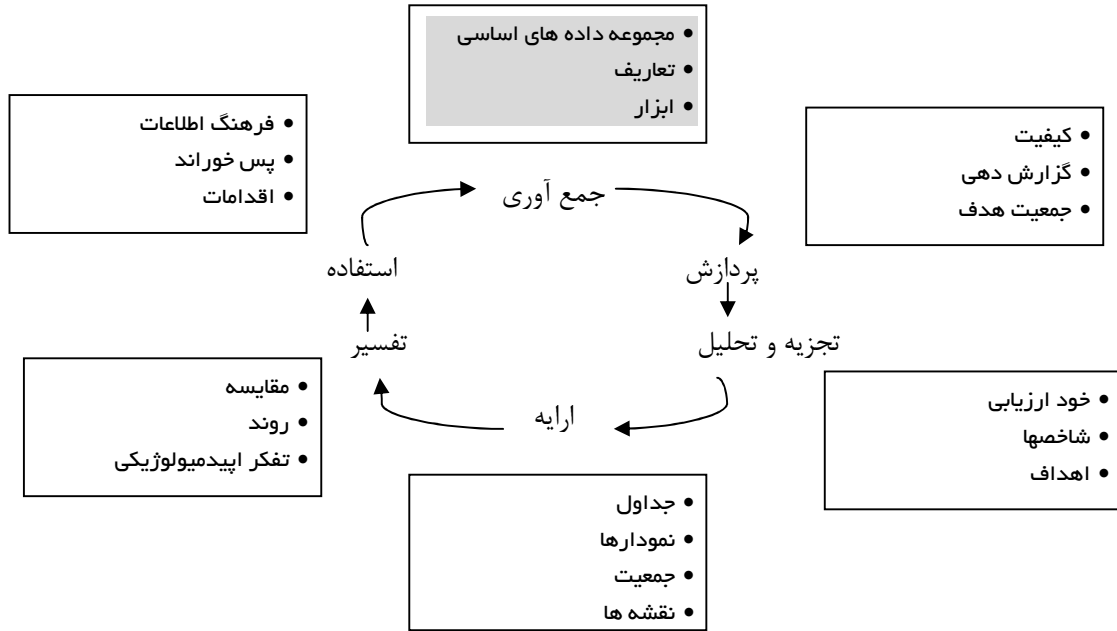 • مجموعه داده های اساسی
• تعاریف
• ابزار
• کیفیت
• گزارش دهی
• جمعیت هدف
• فرهنگ اطلاعات
• پس خوراند
• اقدامات
جمع آوری
پردازش
تجزیه و تحلیل
ارایه
تفسیر
استفاده
• خود ارزیابی
• شاخصها
• اهداف
• جداول
• نمودارها
• جمعیت
• نقشه ها
• مقایسه
• روند
• تفکر اپیدمیولوژیکی